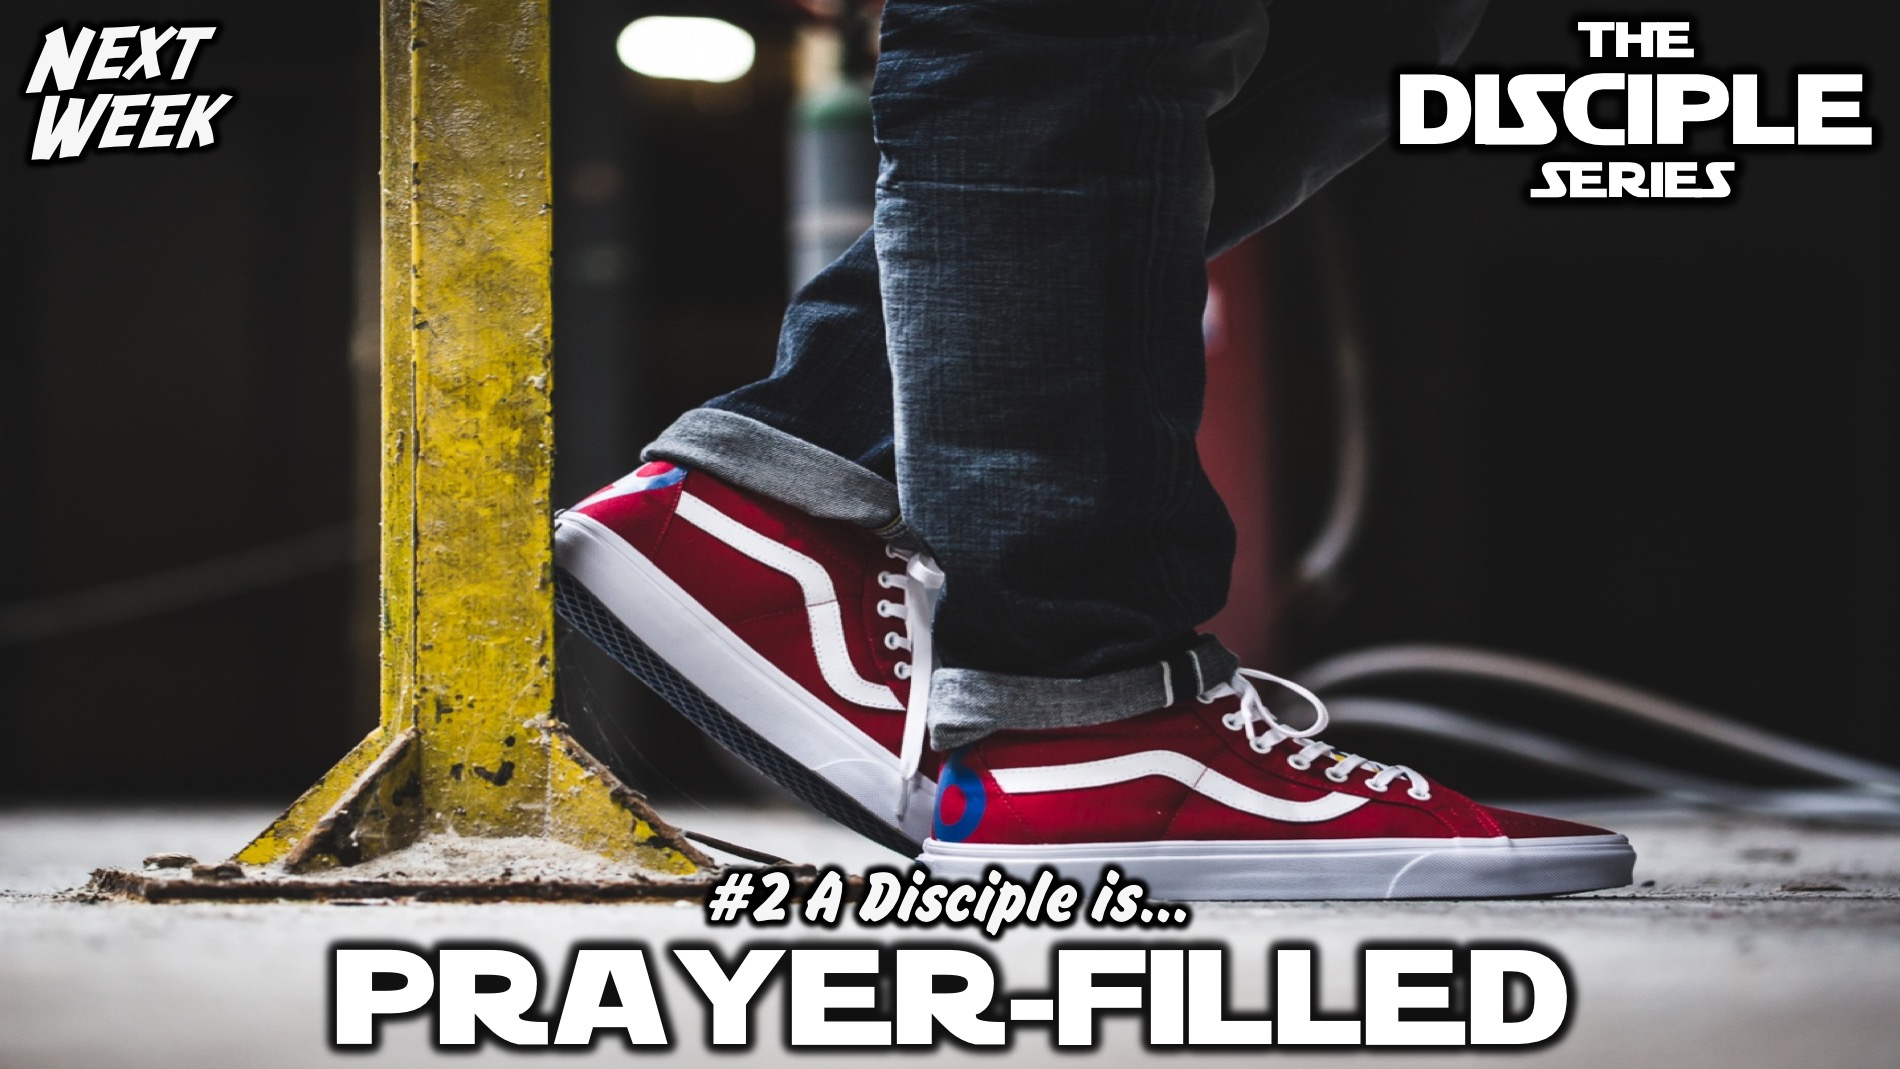 NEXT
WEEK
THE
DISCIPLE
SERIES
#2 A Disciple is...
PRAYER-FILLED